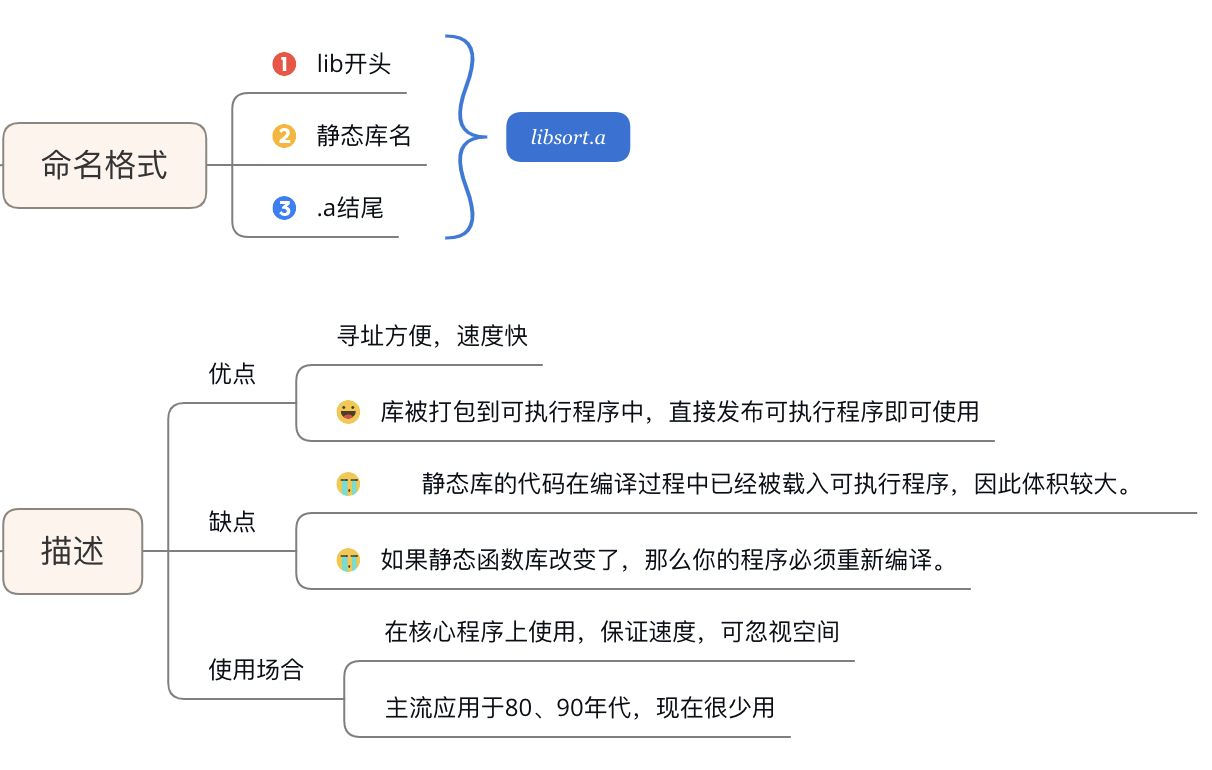 1 lib开头
命名格式
2 静态库名
3 .a结尾
libsort.a
描述
优点
寻址方便，速度快
库被打包到可执行程序中，直接发布可执行程序即可使用
缺点
静态库的代码在编译过程中已经被载入可执行程序，因此体积较大。
如果静态函数库改变了，那么你的程序必须重新编译。
使用场合
在核心程序上使用，保证速度，可忽视空间
主流应用于80、90年代，现在很少用